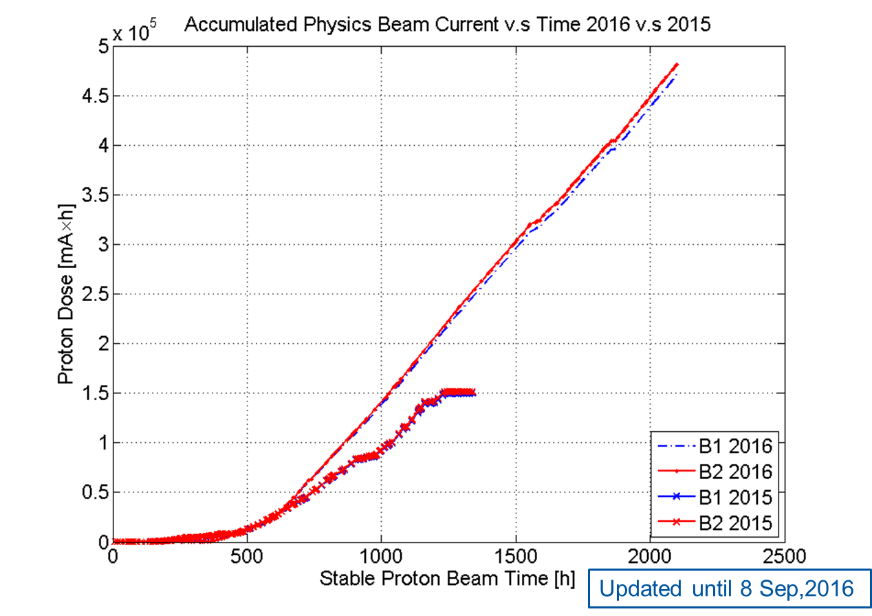 Accumulated Physics Beam Current v.s Time 2016 v.s 2015
x 10^5
5
4.5
4
3.5
3
2.5
2
1.5
1
0.5
0
Proton Dose [mA×h]
0 500 1000 1500 2000 2500
Stable Proton Beam Time [h]
B1 2016
B2 2016
B1 2015
B2 2015
Updated until 8 Sep,2016